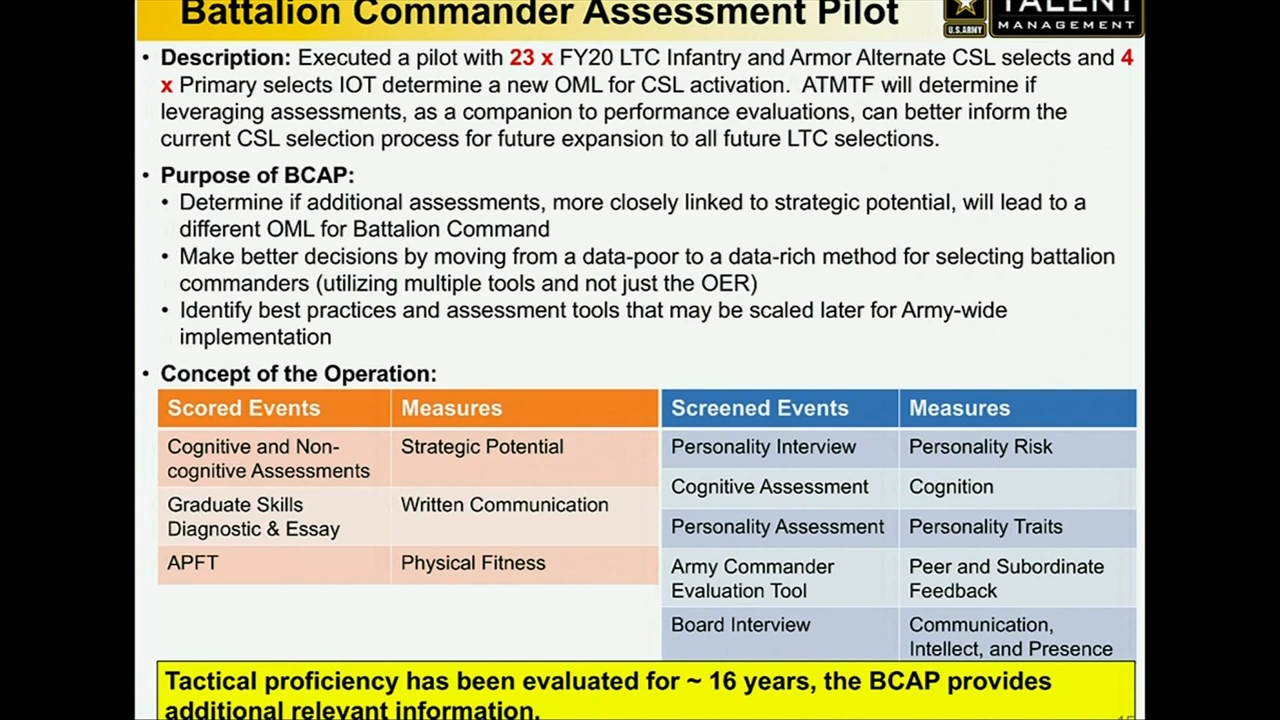 Battalion Commander Assessment Pilot
U.S.ARMY
TALENT
MANAGEMENT
• Description: Executed a pilot with 23 x FY20 LTC Infantry and Armor Alternate CSL selects and 4
x Primary selects IOT determine a new OML for CSL activation. ATMTF will determine if
leveraging assessments, as a companion to performance evaluations, can better inform the
current CSL selection process for future expansion to all future LTC selections.
• Purpose of BCAP:
• Determine if additional assessments, more closely linked to strategic potential, will lead to a
different OML for Battalion Command
• Make better decisions by moving from a data-poor to a data-rich method for selecting battalion
commanders (utilizing multiple tools and not just the OER)
• Identify best practices and assessment tools that may be scaled later for Army-wide
implementation
• Concept of the Operation:
Scored Events Measures
Cognitive and Non-
cognitive Assessments
Strategic Potential
Graduate Skills
Diagnostic & Essay
Written Communication
APFT Physical Fitness
Screened Events Measures
Personality Interview Personality Risk
Cognitive Assessment Cognition
Personality Assessment Personality Traits
Army Commander
Evaluation Tool
Peer and Subordinate
Feedback
Board Interview
Communication,
Intellect, and Presence
Tactical proficiency has been evaluated for ~ 16 years, the BCAP provides
additional relevant information.